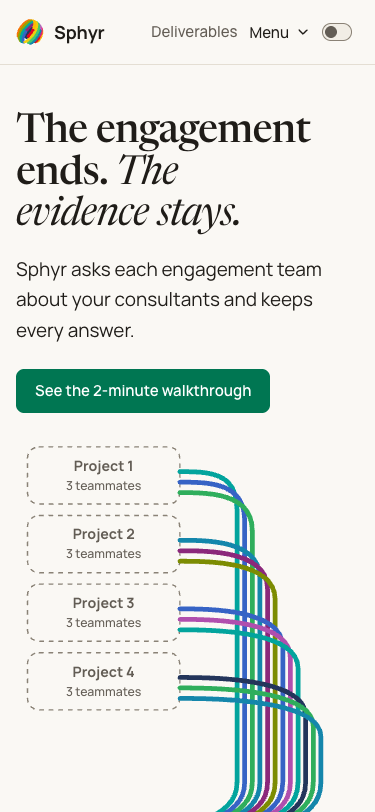 Sphyr
Deliverables
Menu
The engagement
ends. The
evidence stays.
Sphyr asks each engagement team
about your consultants and keeps
every answer.
See the 2-minute walkthrough
Project 1
3 teammates
Project 2
3 teammates
Project 3
3 teammates
Project 4
3 teammates